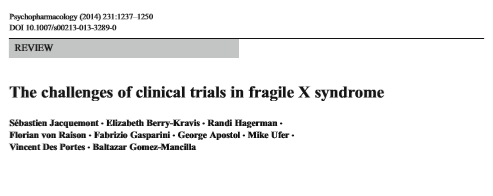 Psychopharmacology (2014) 231:1237–1250
DOI 10.1007/s00213-013-3289-0
REVIEW
The challenges of clinical trials in fragile X syndrome
Sébastien Jacquemont · Elizabeth Berry-Kravis · Randi Hagerman ·
Florian von Raison · Fabrizio Gasparini · George Apostol · Mike Ufer ·
Vincent Des Portes · Baltazar Gomez-Mancilla